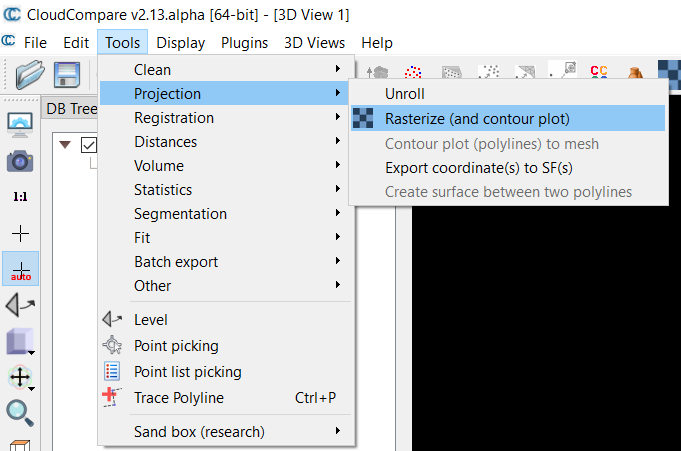 CloudCompare v2.13.alpha [64-bit] - [3D View 1]
File Edit Tools Display Plugins 3D Views Help
Clean
Projection
Registration
Distances
Volume
Statistics
Segmentation
Fit
Batch export
Other
Level
Point picking
Point list picking
Trace Polyline Ctrl+P
Sand box (research)
Unroll
Rasterize (and contour plot)
Contour plot (polylines) to mesh
Export coordinate(s) to SF(s)
Create surface between two polylines
DB Tree
1:1
auto
CC